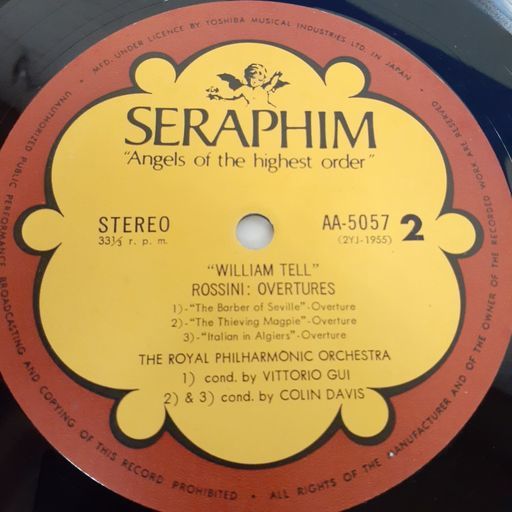 MFD. UNDER LICENCE BY TOSHIBA MUSICAL INDUSTRIES LTD. IN JAPAN
UNAUTHORIZED PUBLIC PERFORMANCE BROADCASTING AND COPYING OF THIS RECORD PROHIBITED • ALL RIGHTS OF THE MANUFACTURER AND OF THE OWNER OF THE RECORDED WORK ARE RESERVED
SERAPHIM
"Angels of the highest order"
STEREO
33⅓ r. p. m.
AA-5057 2
(2YJ-1955)
"WILLIAM TELL"
ROSSINI: OVERTURES
1)-"The Barber of Seville"-Overture
2)-"The Thieving Magpie"-Overture
3)-"Italian in Algiers"-Overture
THE ROYAL PHILHARMONIC ORCHESTRA
1) cond. by VITTORIO GUI
2) & 3) cond. by COLIN DAVIS